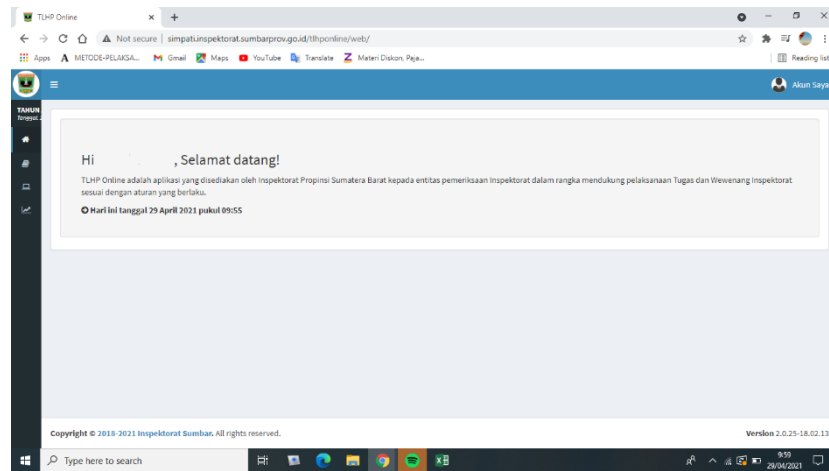 TLHP Online
Not secure | simpati.inspektorat.sumbarprov.go.id/tlhponline/web/
Apps METODE-PELAKSA... Gmail Maps YouTube Translate Materi Diskon, Paja... Reading list
Akun Saya
TAHUN
Tanggal
Hi , Selamat datang!
TLHP Online adalah aplikasi yang disediakan oleh Inspektorat Propinsi Sumatera Barat kepada entitas pemeriksaan Inspektorat dalam rangka mendukung pelaksanaan Tugas dan Wewenang Inspektorat
sesuai dengan aturan yang berlaku.
Hari ini tanggal 29 April 2021 pukul 09:55
Copyright © 2018-2021 Inspektorat Sumbar. All rights reserved. Version 2.0.25-18.02.13
Type here to search 9:59
29/04/2021